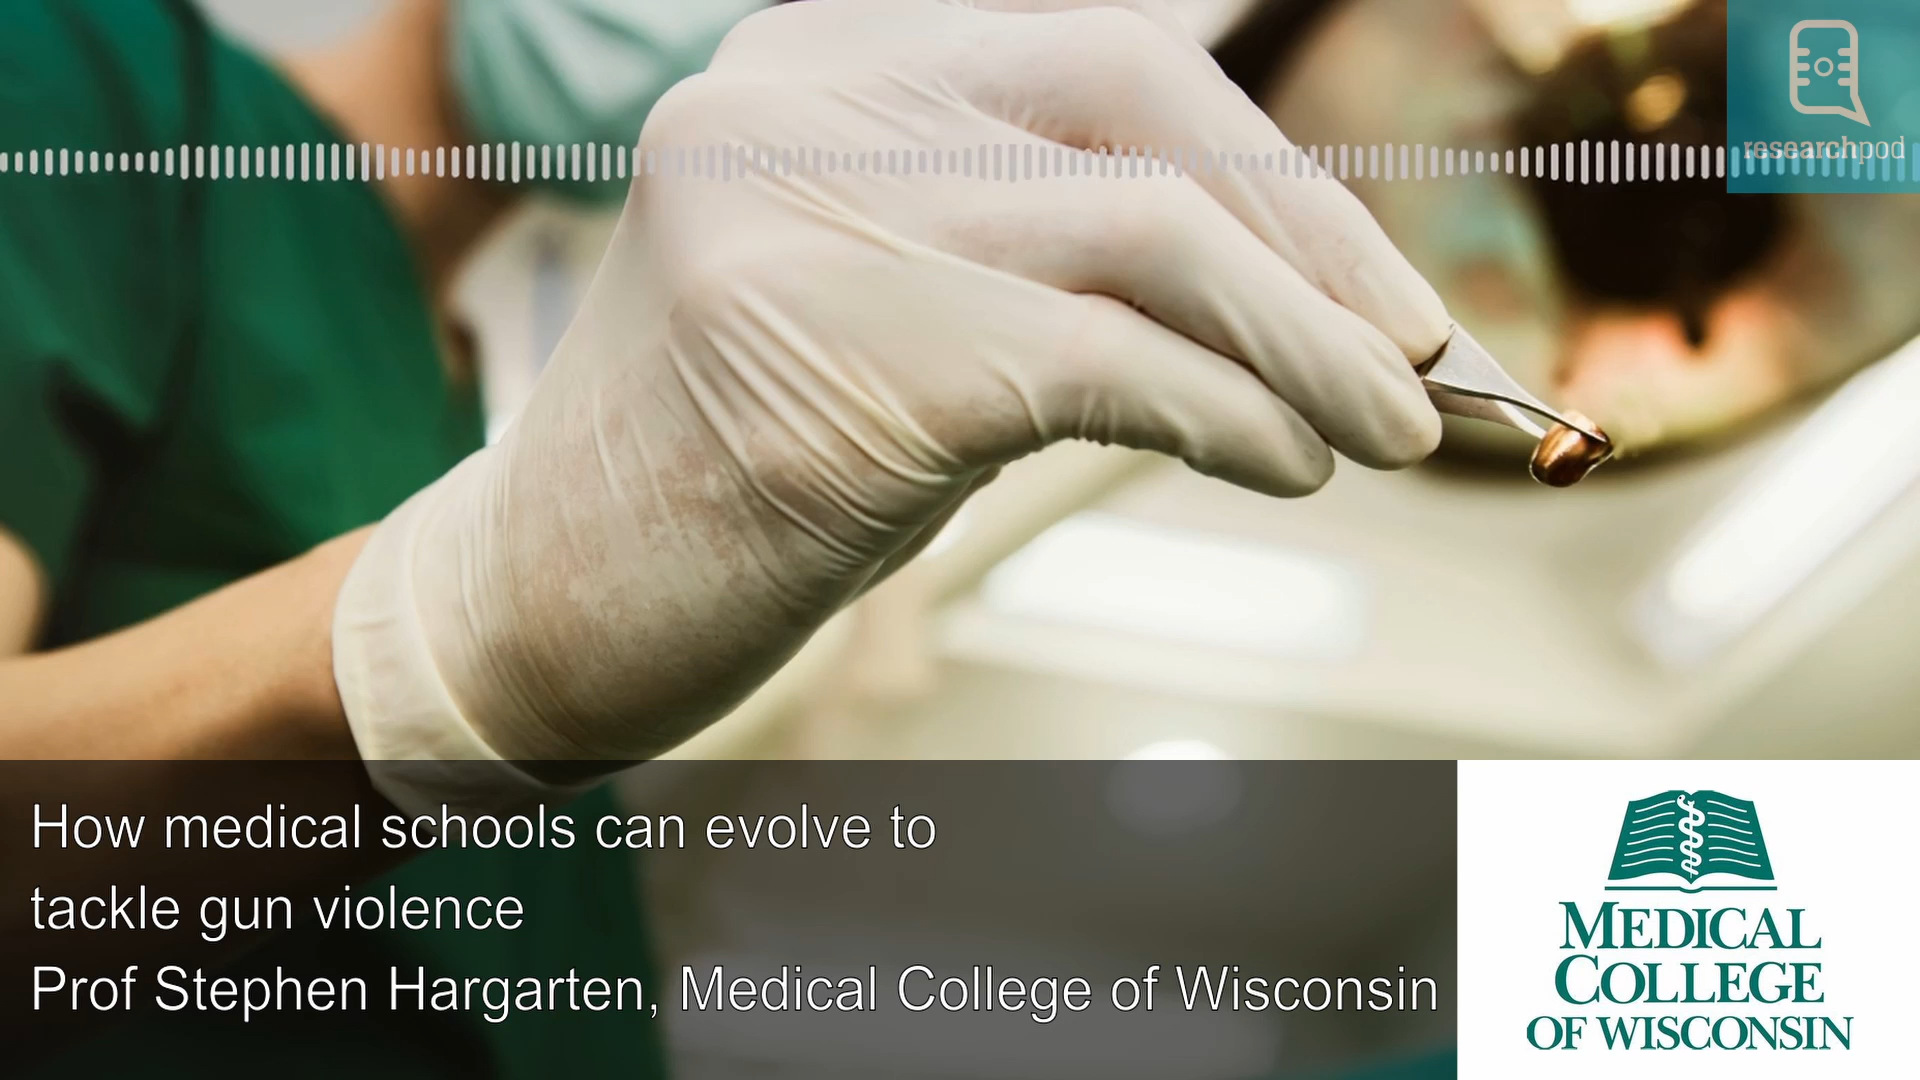 researchpod
How medical schools can evolve to
tackle gun violence
Prof Stephen Hargarten, Medical College of Wisconsin
MEDICAL
COLLEGE
OF WISCONSIN